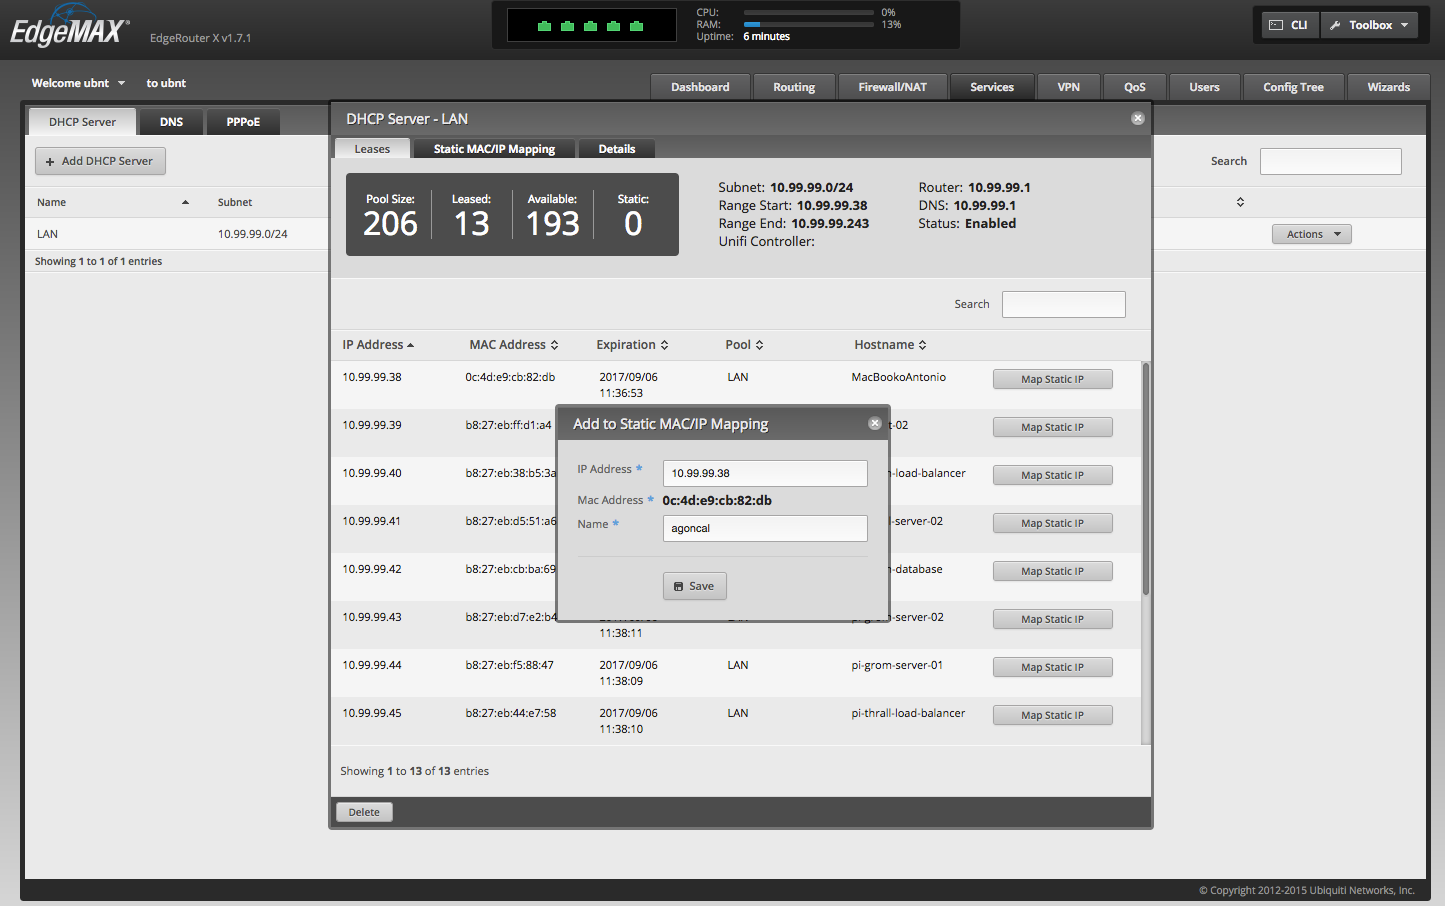 EdgeMAX®
EdgeRouter X v1.7.1
CPU: 0%
RAM: 13%
Uptime: 6 minutes
CLI
Toolbox
Welcome ubnt
to ubnt
Dashboard
Routing
Firewall/NAT
Services
VPN
QoS
Users
Config Tree
Wizards
DHCP Server
DNS
PPPoE
+ Add DHCP Server
Search
Name
Subnet
LAN
10.99.99.0/24
Actions
Showing 1 to 1 of 1 entries
DHCP Server - LAN
Leases
Static MAC/IP Mapping
Details
Pool Size:
206
Leased:
13
Available:
193
Static:
0
Subnet: 10.99.99.0/24
Range Start: 10.99.99.38
Range End: 10.99.99.243
Unifi Controller:
Router: 10.99.99.1
DNS: 10.99.99.1
Status: Enabled
Search
IP Address
MAC Address
Expiration
Pool
Hostname
10.99.99.38 0c:4d:e9:cb:82:db 2017/09/06 LAN MacBookoAntonio Map Static IP
11:36:53
10.99.99.39 b8:27:eb:ff:d1:a4 t-02 Map Static IP
10.99.99.40 b8:27:eb:38:b5:3a -load-balancer Map Static IP
10.99.99.41 b8:27:eb:d5:51:a6 -server-02 Map Static IP
10.99.99.42 b8:27:eb:cb:ba:69 -database Map Static IP
10.99.99.43 b8:27:eb:d7:e2:b4 -server-02 Map Static IP
11:38:11
10.99.99.44 b8:27:eb:f5:88:47 2017/09/06 LAN pi-grom-server-01 Map Static IP
11:38:09
10.99.99.45 b8:27:eb:44:e7:58 2017/09/06 LAN pi-thrall-load-balancer Map Static IP
11:38:10
Add to Static MAC/IP Mapping
IP Address * 10.99.99.38
Mac Address * 0c:4d:e9:cb:82:db
Name * agoncal
Save
Showing 1 to 13 of 13 entries
Delete
© Copyright 2012-2015 Ubiquiti Networks, Inc.